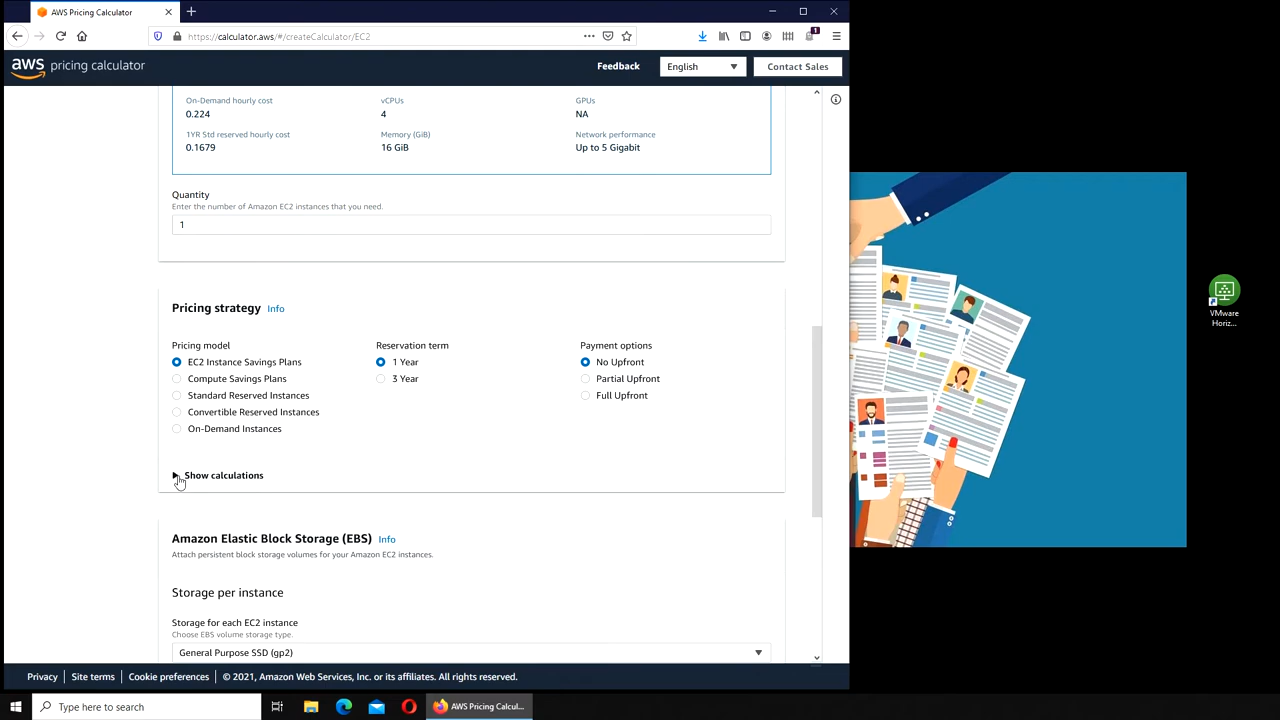 AWS Pricing Calculator
https://calculator.aws/#/createCalculator/EC2
1
aws pricing calculator
Feedback
English
Contact Sales
On-Demand hourly cost
vCPUs
GPUs
0.224
4
NA
1YR Std reserved hourly cost
Memory (GiB)
Network performance
0.1679
16 GiB
Up to 5 Gigabit
Quantity
Enter the number of Amazon EC2 instances that you need.
1
Pricing strategy Info
Pricing model
Reservation term
Payment options
EC2 Instance Savings Plans
1 Year
No Upfront
Compute Savings Plans
3 Year
Partial Upfront
Standard Reserved Instances
Full Upfront
Convertible Reserved Instances
On-Demand Instances
Show calculations
Amazon Elastic Block Storage (EBS) Info
Attach persistent block storage volumes for your Amazon EC2 instances.
Storage per instance
Storage for each EC2 instance
Choose EBS volume storage type.
General Purpose SSD (gp2)
Privacy
Site terms
Cookie preferences
© 2021, Amazon Web Services, Inc. or its affiliates. All rights reserved.
VMware
Horiz...
Type here to search
AWS Pricing Calcul...